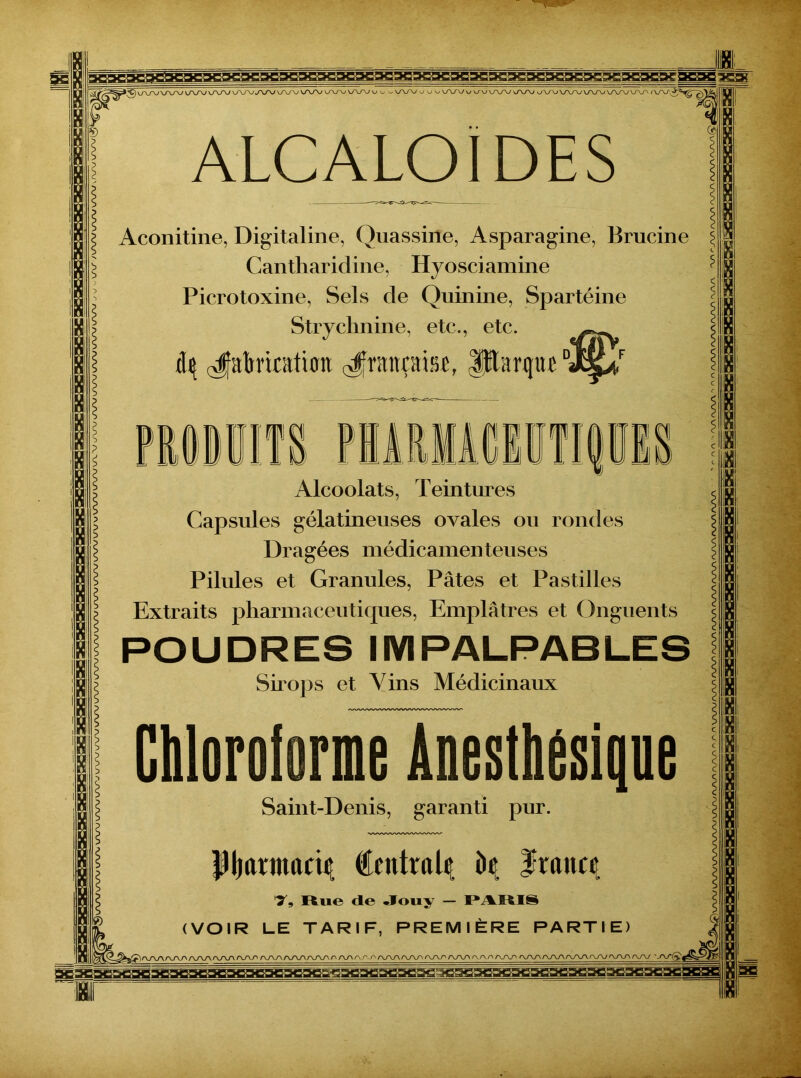 ALCALOÏDES
Aconitine, Digitaline, Quassine, Asparagine, Brucine
Cantharidine, Hyosciamine
Picrotoxine, Sels de Quinine, Spartéine
Strychnine, etc., etc.
de Fabrication Française, Marque
PRODUITS PHARMACEUTIQUES
Alcoolats, Teintures
Capsules gélatineuses ovales ou rondes
Dragées médicamenteuses
Pilules et Granules, Pâtes et Pastilles
Extraits pharmaceutiques, Emplâtres et Onguents
POUDRES IMPALPABLES
Sirops et Vins Médicinaux
Chloroforme Anesthésique
Saint-Denis, garanti pur.
Pharmacie Centrale de France
7, Rue de Jouy — PARIS
(VOIR LE TARIF, PREMIÈRE PARTIE)